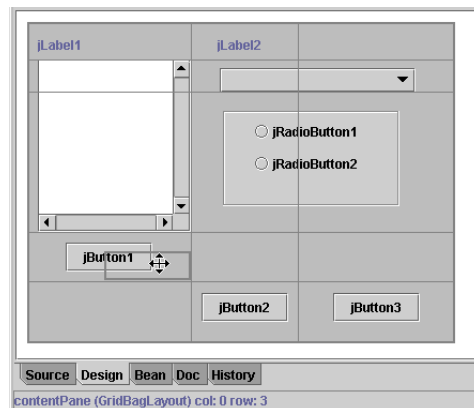 jLabel1 jLabel2
jRadioButton1
jRadioButton2
jButton1
jButton2 jButton3
Source Design Bean Doc History
contentPane (GridBagLayout) col: 0 row: 3